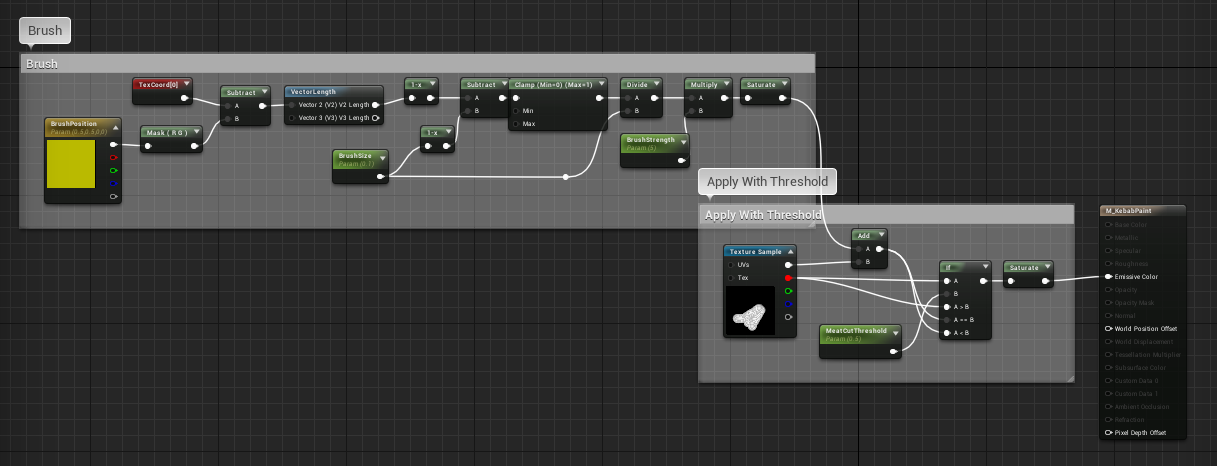 Brush
Brush
TexCoord[0]
Subtract
A
B
VectorLength
Vector 2 (V2) V2 Length
Vector 3 (V3) V3 Length
1-x
Subtract
A
B
Clamp (Min=0) (Max=1)
Min
Max
Divide
A
B
Multiply
A
B
Saturate
BrushPosition
Param (0.5,0.5,0,0)
Mask ( R G )
1-x
BrushSize
Param (0.1)
BrushStrength
Param (5)
Apply With Threshold
Apply With Threshold
Texture Sample
UVs
Tex
Add
A
B
If
A
B
A > B
A == B
A < B
Saturate
MeatCutThreshold
Param (0.5)
M_KebabPaint
Base Color
Metallic
Specular
Roughness
Emissive Color
Opacity
Opacity Mask
Normal
World Position Offset
World Displacement
Tessellation Multiplier
Subsurface Color
Custom Data 0
Custom Data 1
Ambient Occlusion
Refraction
Pixel Depth Offset